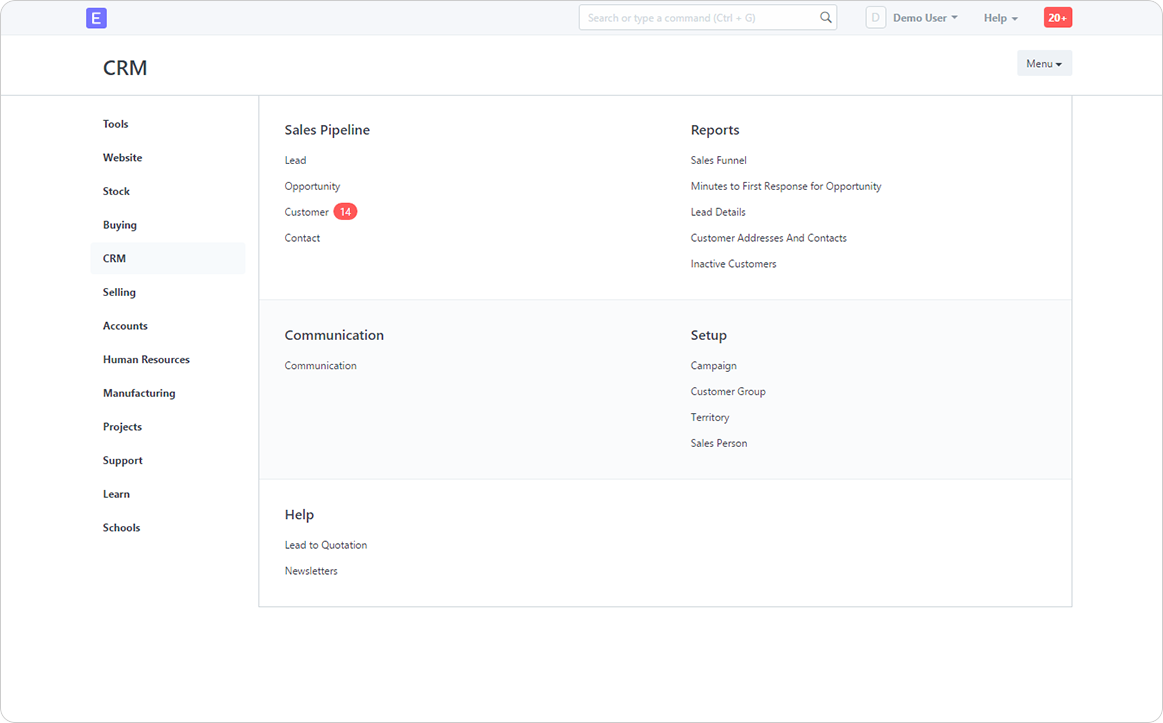 E
Search or type a command (Ctrl + G)
D
Demo User
Help
20+
CRM
Menu
Tools
Website
Stock
Buying
CRM
Selling
Accounts
Human Resources
Manufacturing
Projects
Support
Learn
Schools
Sales Pipeline
Lead
Opportunity
Customer 14
Contact
Reports
Sales Funnel
Minutes to First Response for Opportunity
Lead Details
Customer Addresses And Contacts
Inactive Customers
Communication
Communication
Setup
Campaign
Customer Group
Territory
Sales Person
Help
Lead to Quotation
Newsletters